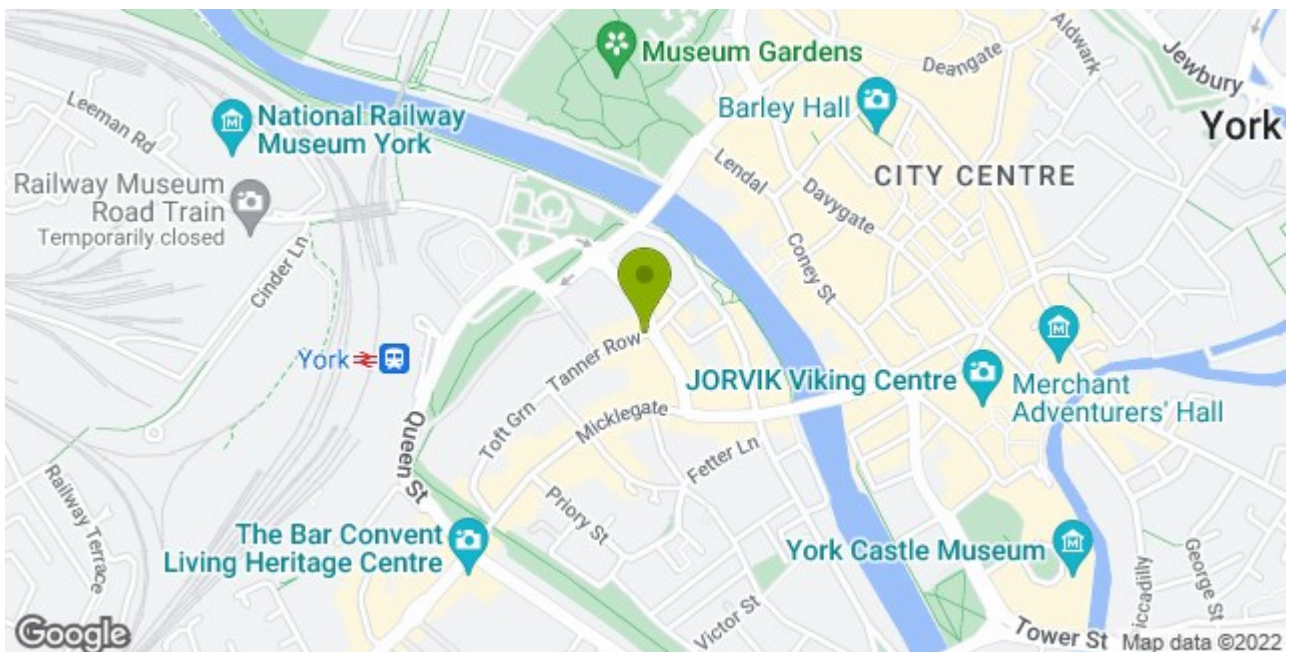 Museum Gardens
Deangate
Aldwark
Jewbury
Leeman Rd
National Railway
Museum York
Barley Hall
York
Lendal
Davygate
CITY CENTRE
Railway Museum
Road Train
Temporarily closed
Cinder Ln
Coney St
York
Tanner Row
JORVIK Viking Centre
Merchant
Adventurers' Hall
Toft Grn
Micklegate
Queen St
Fetter Ln
Railway Terrace
Priory St
The Bar Convent
Living Heritage Centre
York Castle Museum
George St
iccadilly
Victor St
Tower St
Google
Map data ©2022